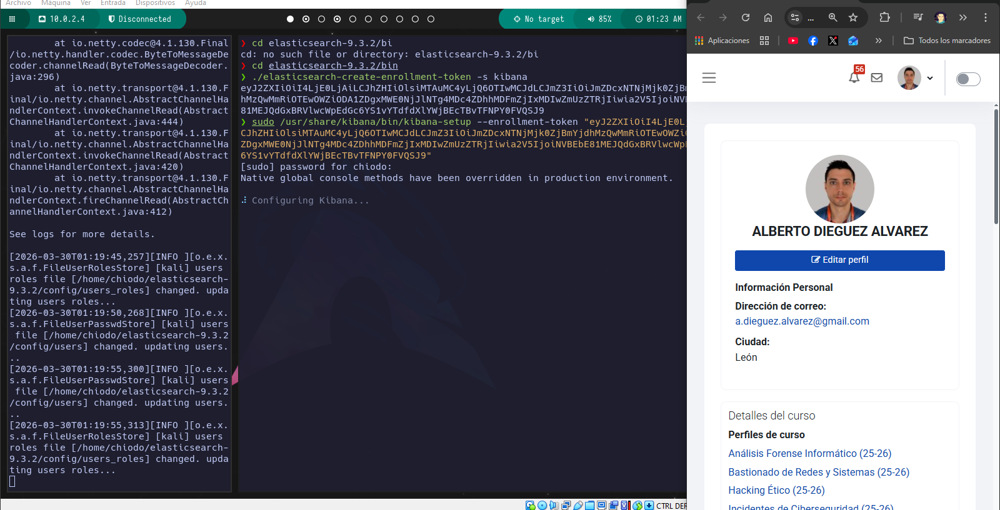 Archivo Máquina Ver Entrada Dispositivos Ayuda
10.0.2.4 Disconnected No target 85% 01:23 AM
at io.netty.codec@4.1.130.Final
/io.netty.handler.codec.ByteToMessageDe
coder.channelRead(ByteToMessageDecoder.
java:296)
at io.netty.transport@4.1.130.F
inal/io.netty.channel.AbstractChannelHa
ndlerContext.invokeChannelRead(Abstract
ChannelHandlerContext.java:444)
at io.netty.transport@4.1.130.F
inal/io.netty.channel.AbstractChannelHa
ndlerContext.invokeChannelRead(Abstract
ChannelHandlerContext.java:420)
at io.netty.transport@4.1.130.F
inal/io.netty.channel.AbstractChannelHa
ndlerContext.fireChannelRead(AbstractCh
annelHandlerContext.java:412)
See logs for more details.
[2026-03-30T01:19:45,257][INFO ][o.e.x.
s.a.f.FileUserRolesStore] [kali] users
roles file [/home/chiodo/elasticsearch-
9.3.2/config/users_roles] changed. upda
ting users roles...
[2026-03-30T01:19:50,268][INFO ][o.e.x.
s.a.f.FileUserPasswdStore] [kali] users
file [/home/chiodo/elasticsearch-9.3.2
/config/users] changed. updating users.
..
[2026-03-30T01:19:55,300][INFO ][o.e.x.
s.a.f.FileUserPasswdStore] [kali] users
file [/home/chiodo/elasticsearch-9.3.2
/config/users] changed. updating users.
..
[2026-03-30T01:19:55,313][INFO ][o.e.x.
s.a.f.FileUserRolesStore] [kali] users
roles file [/home/chiodo/elasticsearch-
9.3.2/config/users_roles] changed. upda
ting users roles...
❯ cd elasticsearch-9.3.2/bi
cd: no such file or directory: elasticsearch-9.3.2/bi
❯ cd elasticsearch-9.3.2/bin
❯ ./elasticsearch-create-enrollment-token -s kibana
eyJ2ZXIiOiI4LjE0LjAiLCJhZHIiOlsiMTAuMC4yLjQ6OTIwMCJdLCJmZ3IiOiJmZDcxNTNjMjk0ZjBm
hMzQwMmRiOTEwOWZiODA1ZDgxMWE0NjJlNTg4MDc4ZDhhMDFmZjIxMDIwZmUzZTRjIiwia2V5IjoiNV
81MEJQdGxBRVlwcWpEdGc6YS1vYTdfdXlYWjBEcTBvTFNPY0FVQSJ9
❯ sudo /usr/share/kibana/bin/kibana-setup --enrollment-token "eyJ2ZXIiOiI4LjE0L
CJhZHIiOlsiMTAuMC4yLjQ6OTIwMCJdLCJmZ3IiOiJmZDcxNTNjMjk0ZjBmYjdhMzQwMmRiOTEwOWZi
ZDgxMWE0NjJlNTg4MDc4ZDhhMDFmZjIxMDIwZmUzZTRjIiwia2V5IjoiNVBEbE81MEJQdGxBRVlwcWp
6YS1vYTdfdXlYWjBEcTBvTFNPY0FVQSJ9"
[sudo] password for chiodo:
Native global console methods have been overridden in production environment.
Configuring Kibana...
CTRL DER
...
Aplicaciones Todos los marcadores
56
ALBERTO DIEGUEZ ALVAREZ
Editar perfil
Información Personal
Dirección de correo:
a.dieguez.alvarez@gmail.com
Ciudad:
León
Detalles del curso
Perfiles de curso
Análisis Forense Informático (25-26)
Bastionado de Redes y Sistemas (25-26)
Hacking Ético (25-26)
Incidentes de Ciberseguridad (25-26)